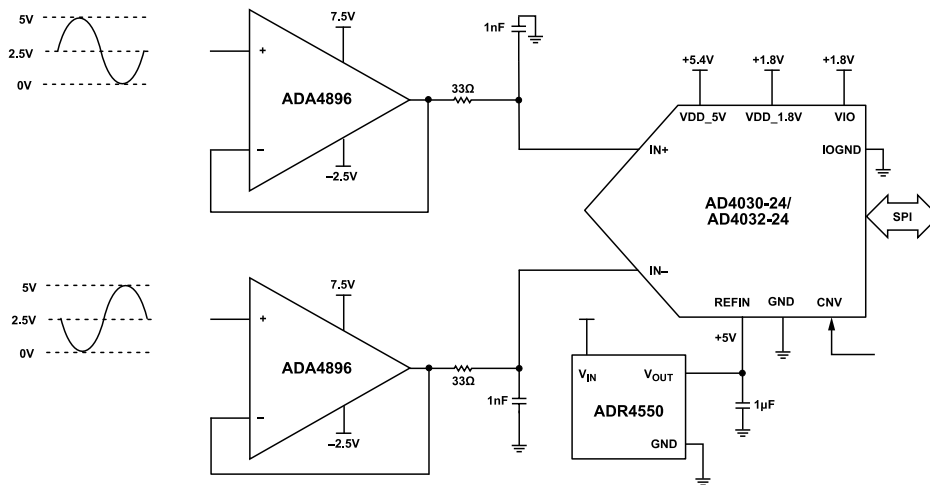 5V
2.5V
0V
7.5V
+
ADA4896
−
−2.5V
33Ω
1nF
+5.4V
+1.8V
+1.8V
VDD_5V
VDD_1.8V
VIO
IN+
IOGND
AD4030-24/
AD4032-24
SPI
IN−
REFIN
GND
CNV
+5V
5V
2.5V
0V
7.5V
+
ADA4896
−
−2.5V
33Ω
1nF
VIN
VOUT
ADR4550
GND
1µF